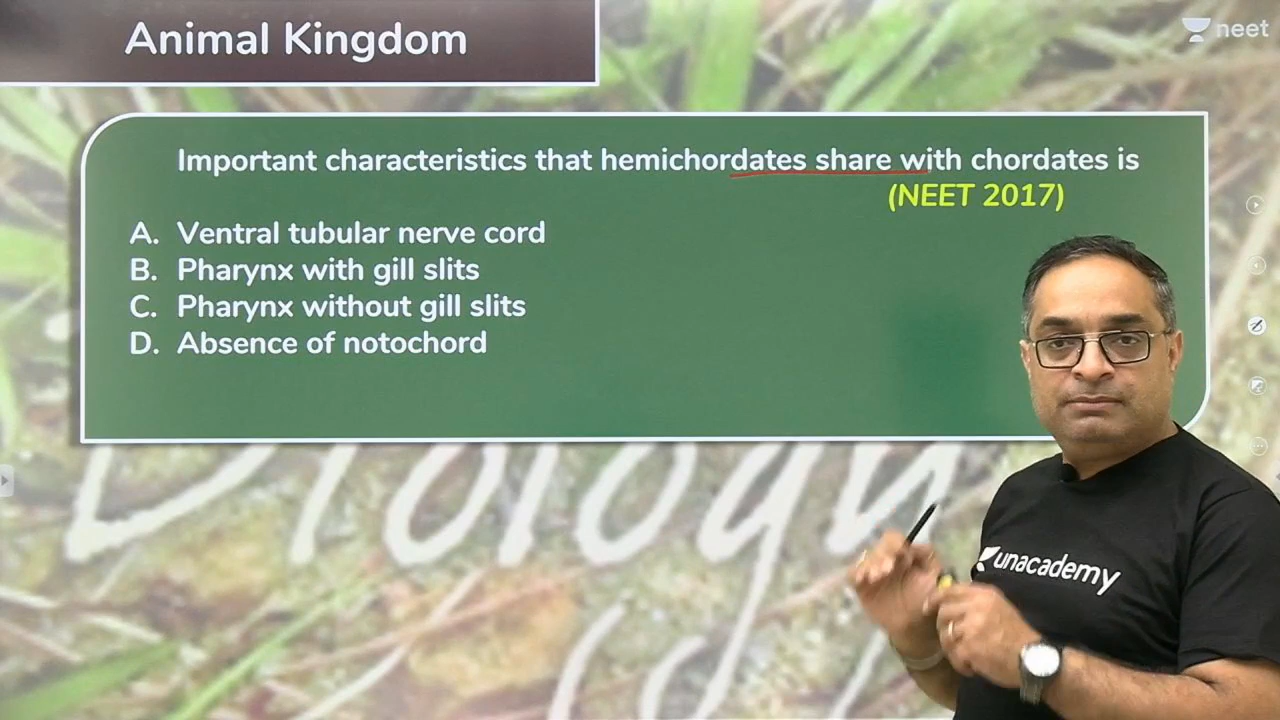 Animal Kingdom
neet
Important characteristics that hemichordates share with chordates is
(NEET 2017)
A. Ventral tubular nerve cord
B. Pharynx with gill slits
C. Pharynx without gill slits
D. Absence of notochord
Biology
unacademy